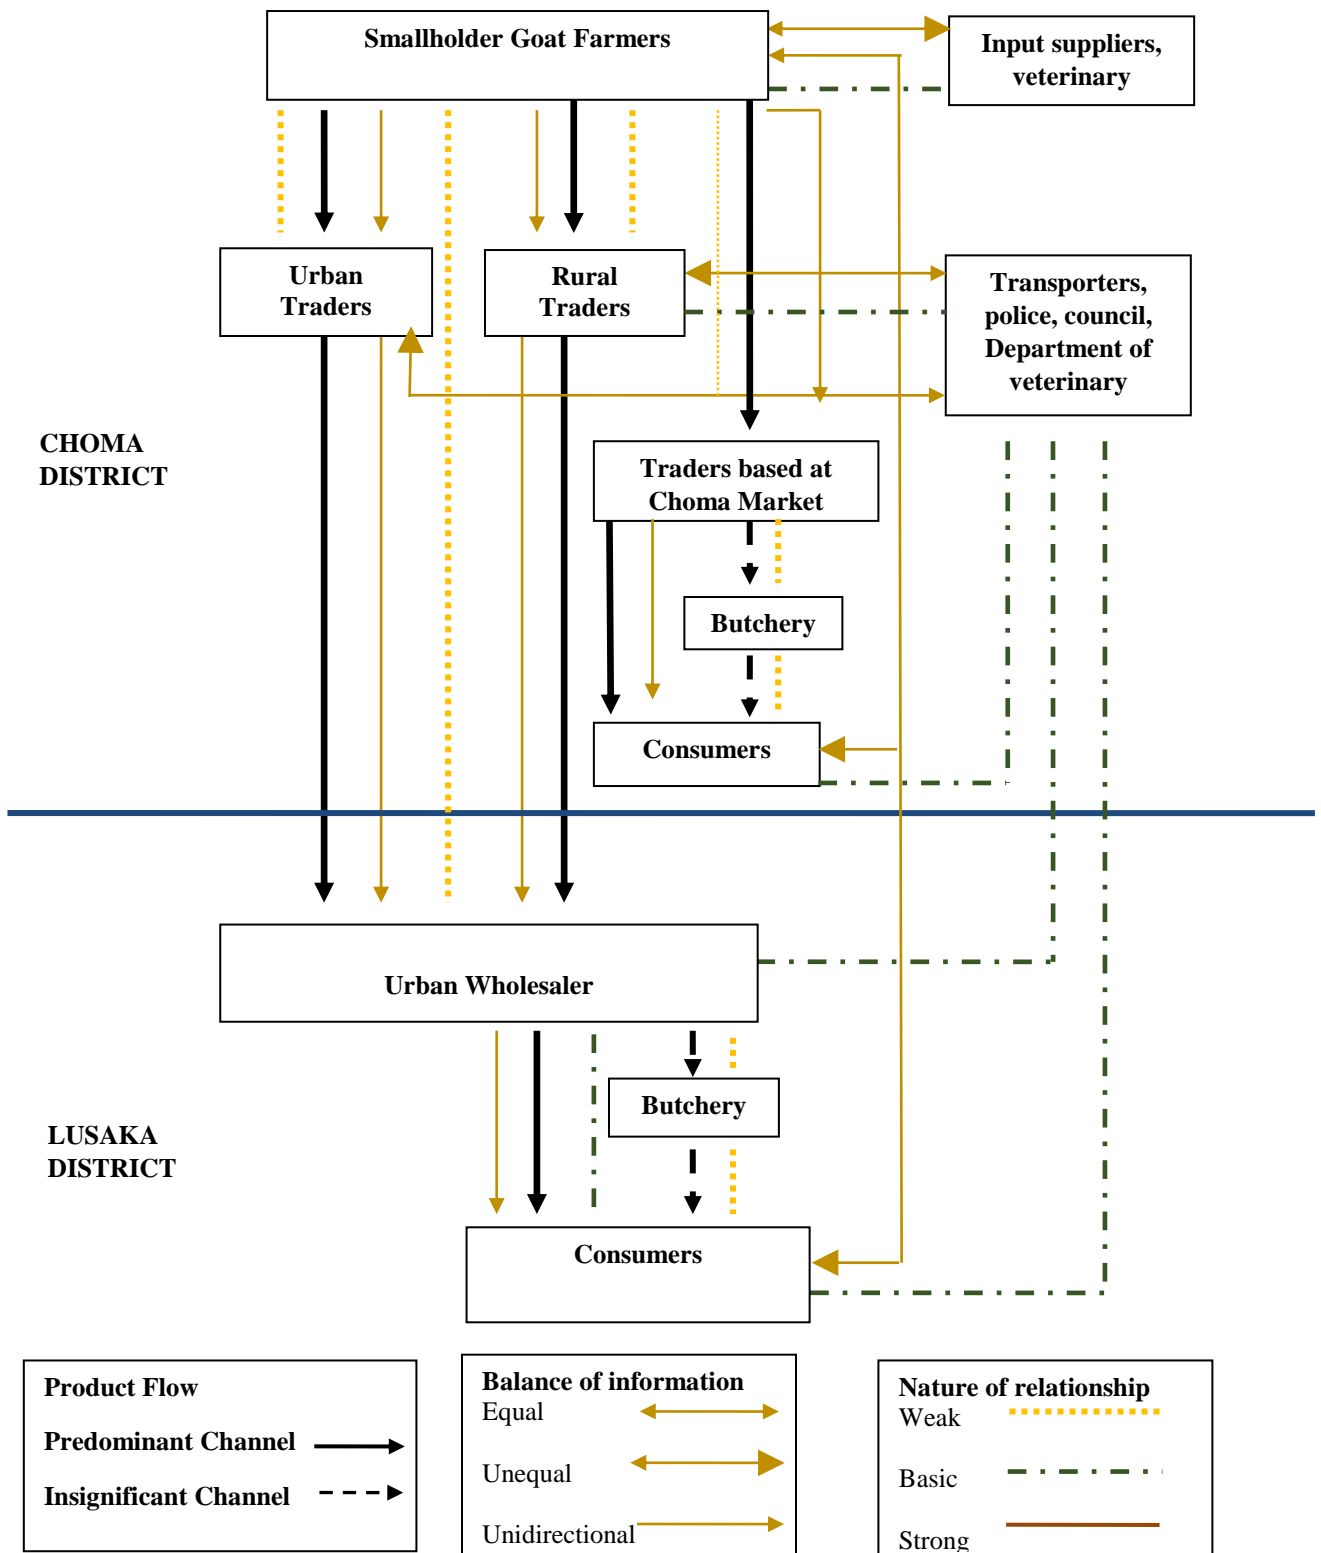 Smallholder Goat Farmers
Input suppliers,
veterinary
Urban
Traders
Rural
Traders
Transporters,
police, council,
Department of
veterinary
CHOMA
DISTRICT
Traders based at
Choma Market
Butchery
Consumers
Urban Wholesaler
Butchery
LUSAKA
DISTRICT
Consumers
Product Flow
Predominant Channel
Insignificant Channel
Balance of information
Equal
Unequal
Unidirectional
Nature of relationship
Weak
Basic
Strong